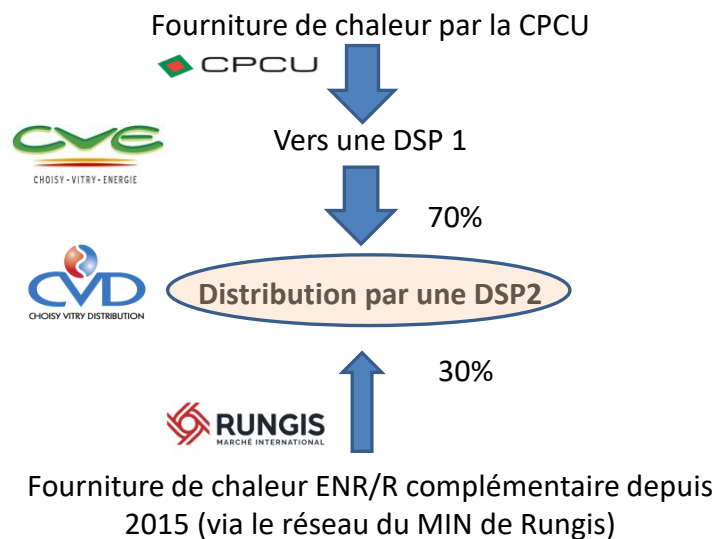 Fourniture de chaleur par la CPCU
CPCU
Vers une DSP 1
CVE
CHOISY-VITRY-ENERGIE
70%
CVD
CHOISY VITRY DISTRIBUTION
Distribution par une DSP2
30%
RUNGIS
MARCHÉ INTERNATIONAL
Fourniture de chaleur ENR/R complémentaire depuis
2015 (via le réseau du MIN de Rungis)